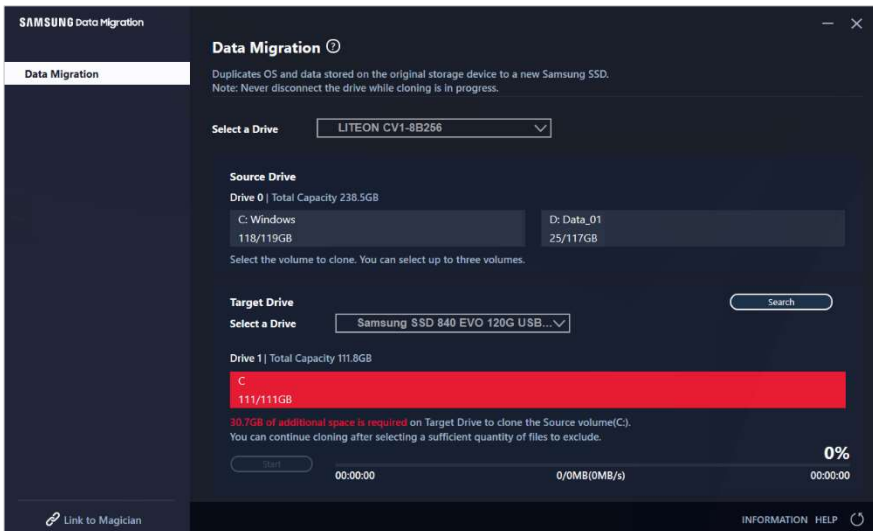 SAMSUNG Data Migration
Data Migration
Data Migration ?
Duplicates OS and data stored on the original storage device to a new Samsung SSD.
Note: Never disconnect the drive while cloning is in progress.
Select a Drive LITEON CV1-8B256
Source Drive
Drive 0 | Total Capacity 238.5GB
C: Windows D: Data_01
118/119GB 25/117GB
Select the volume to clone. You can select up to three volumes.
Target Drive Search
Select a Drive Samsung SSD 840 EVO 120G USB...
Drive 1 | Total Capacity 111.8GB
C
111/111GB
30.7GB of additional space is required on Target Drive to clone the Source volume(C:).
You can continue cloning after selecting a sufficient quantity of files to exclude.
0%
Start
00:00:00 0/0MB(0MB/s) 00:00:00
Link to Magician INFORMATION HELP